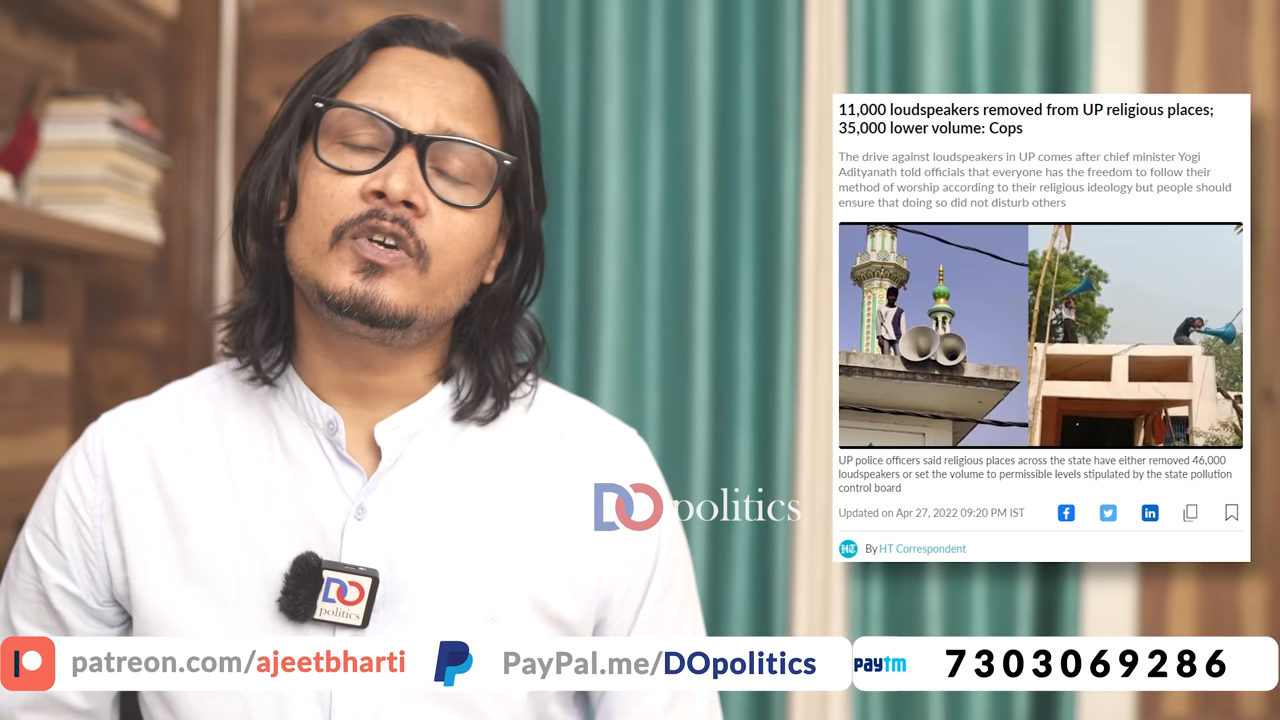 11,000 loudspeakers removed from UP religious places;
35,000 lower volume: Cops
The drive against loudspeakers in UP comes after chief minister Yogi
Adityanath told officials that everyone has the freedom to follow their
method of worship according to their religious ideology but people should
ensure that doing so did not disturb others
UP police officers said religious places across the state have either removed 46,000
loudspeakers or set the volume to permissible levels stipulated by the state pollution
control board
Updated on Apr 27, 2022 09:20 PM IST
HT By HT Correspondent
DO politics
DO
politics
patreon.com/ajeetbharti
PayPal.me/DOpolitics
paytm 7303069286